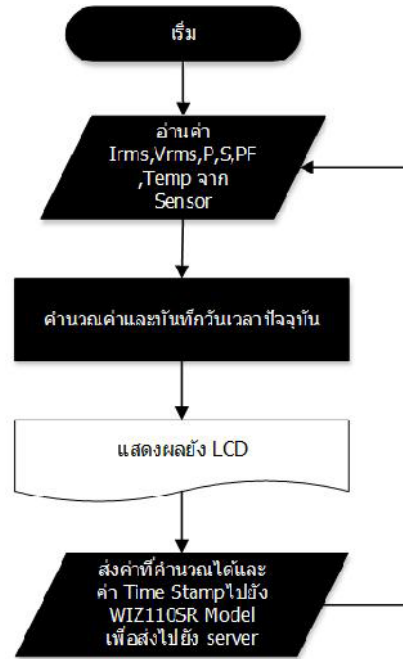 เริ่ม
อ่านค่า
Irms,Vrms,P,S,PF
,Temp จาก
Sensor
คำนวณค่าและบันทึกวันเวลาปัจจุบัน
แสดงผลยัง LCD
ส่งค่าที่คำนวณได้และ
ค่า Time Stampไปยัง
WIZ110SR Model
เพื่อส่งไปยัง server